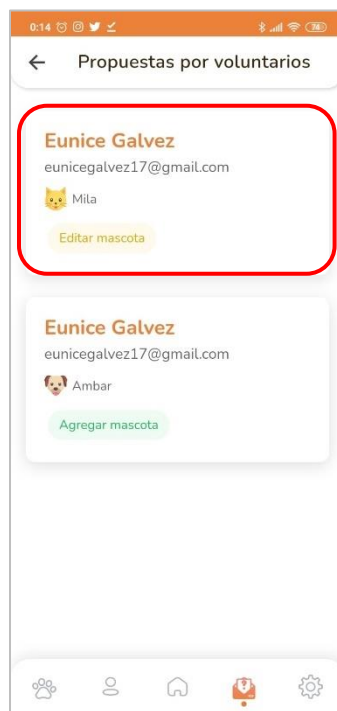 0:14
74
Propuestas por voluntarios
Eunice Galvez
eunicegalvez17@gmail.com
Mila
Editar mascota
Eunice Galvez
eunicegalvez17@gmail.com
Ambar
Agregar mascota